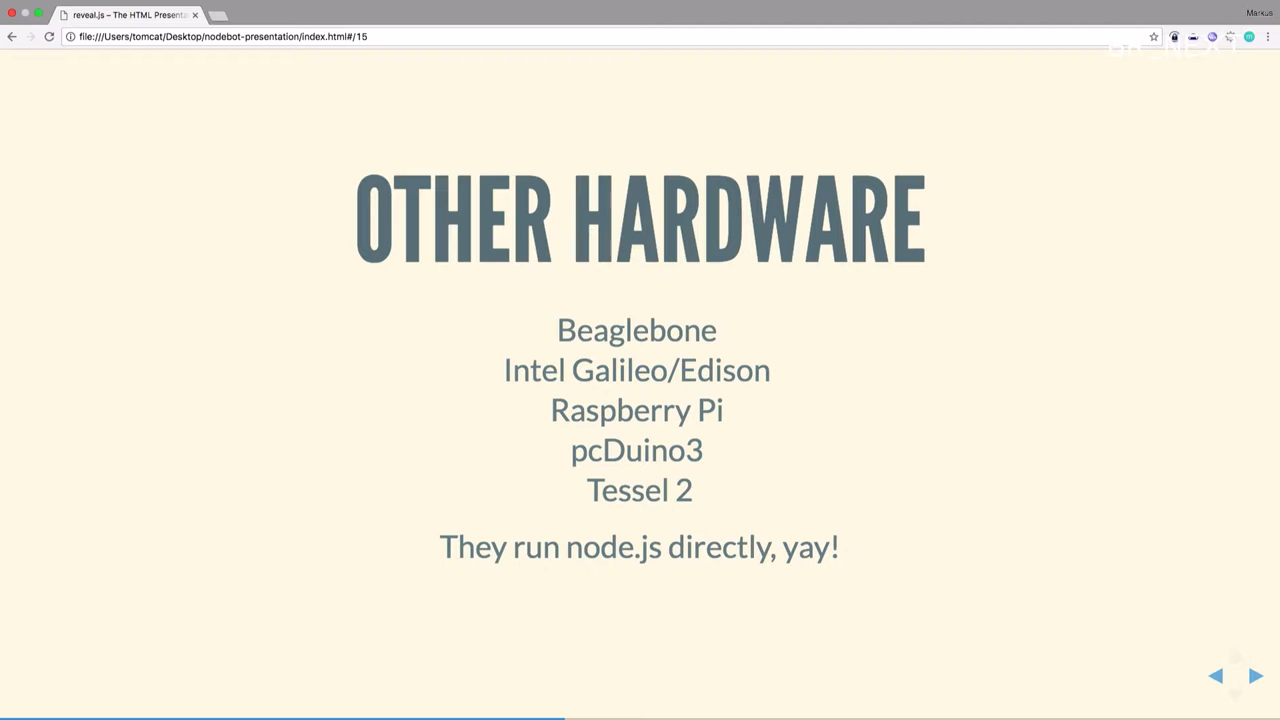 reveal.js – The HTML Presenta
Markus
file:///Users/tomcat/Desktop/nodebot-presentation/index.html#/15
OTHER HARDWARE
Beaglebone
Intel Galileo/Edison
Raspberry Pi
pcDuino3
Tessel 2
They run node.js directly, yay!